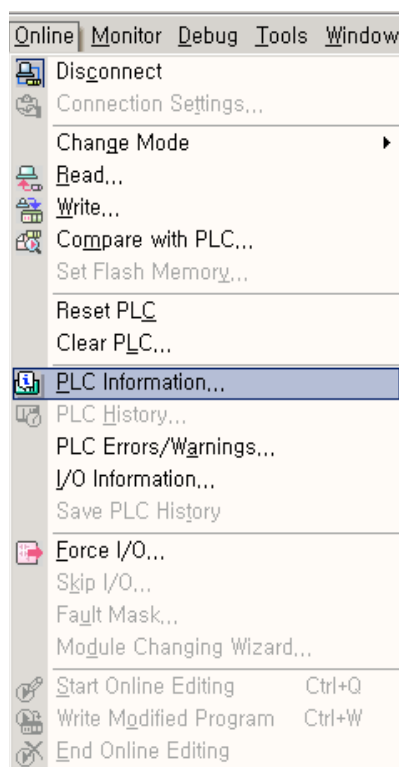 Online Monitor Debug Tools Window
Disconnect
Connection Settings...
Change Mode
Read...
Write...
Compare with PLC...
Set Flash Memory...
Reset PLC
Clear PLC...
PLC Information...
PLC History...
PLC Errors/Warnings...
I/O Information...
Save PLC History
Force I/O...
Skip I/O...
Fault Mask...
Module Changing Wizard...
Start Online Editing Ctrl+Q
Write Modified Program Ctrl+W
End Online Editing